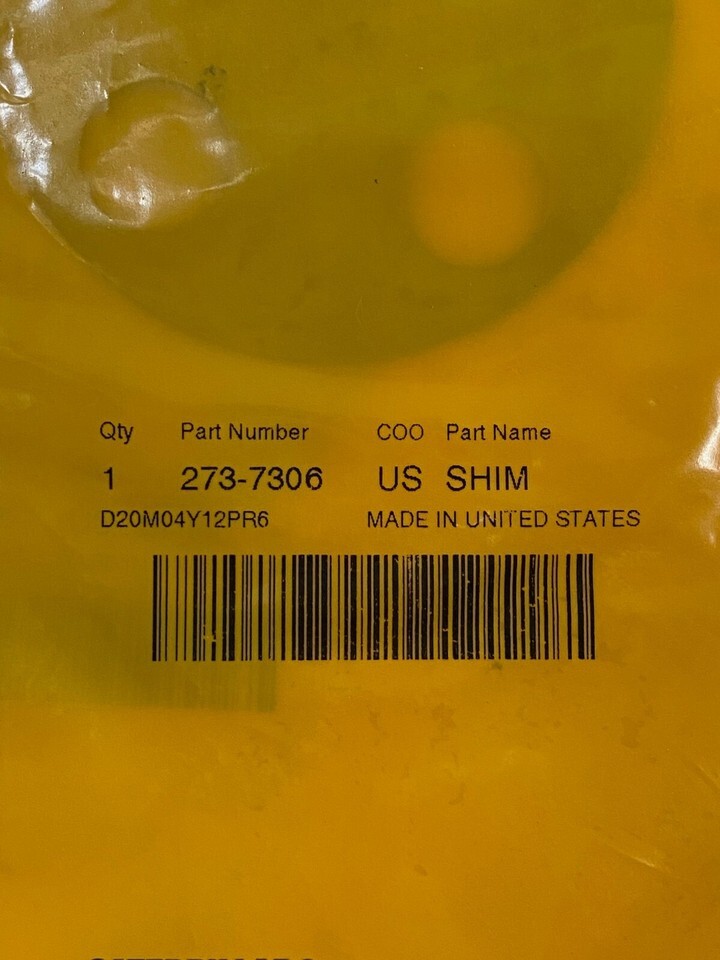 Qty Part Number COO Part Name
1 273-7306 US SHIM
D20M04Y12PR6 MADE IN UNITED STATES